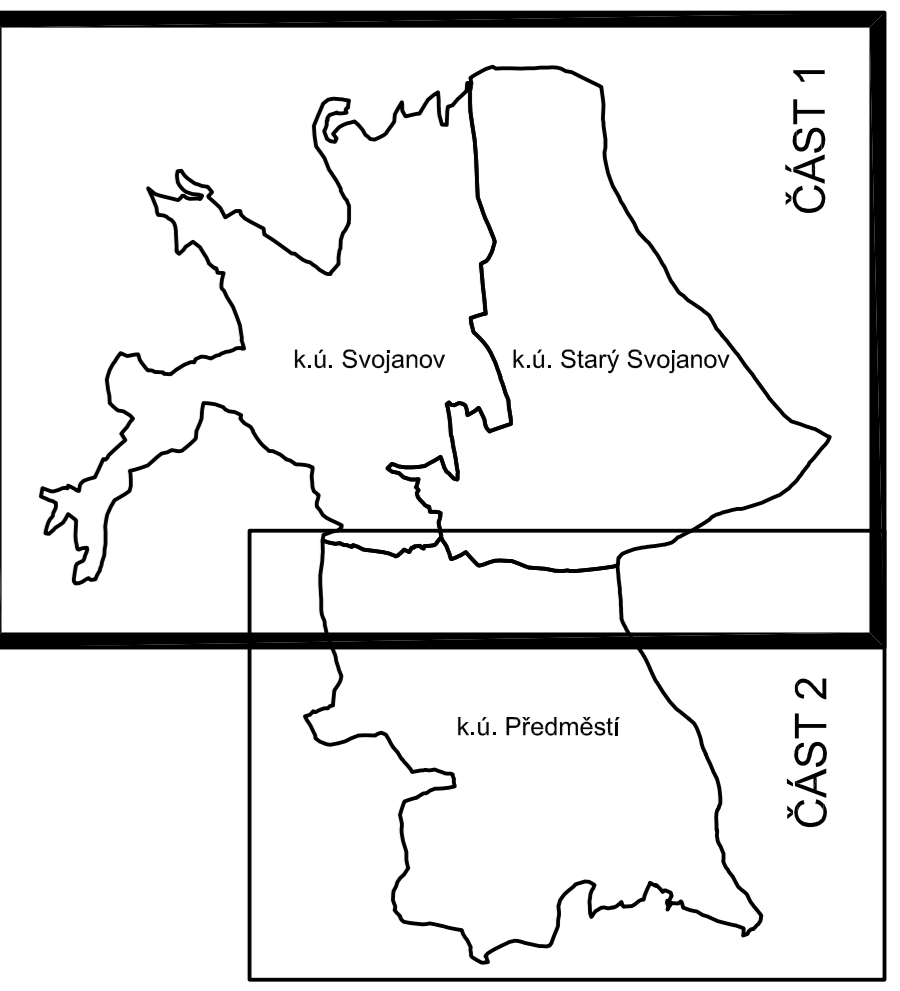 ČÁST 1
k.ú. Svojanov
k.ú. Starý Svojanov
k.ú. Předměstí
ČÁST 2